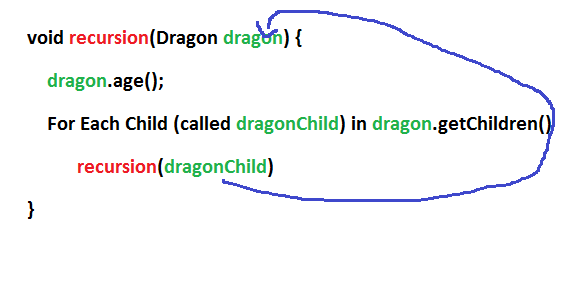 void recursion(Dragon dragon) {
dragon.age();
For Each Child (called dragonChild) in dragon.getChildren()
recursion(dragonChild)
}